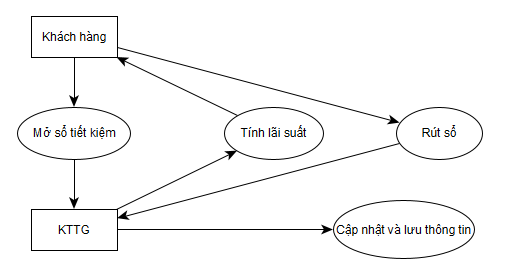 Khách hàng
Mở sổ tiết kiệm
Tính lãi suất
Rút sổ
KTTG
Cập nhật và lưu thông tin